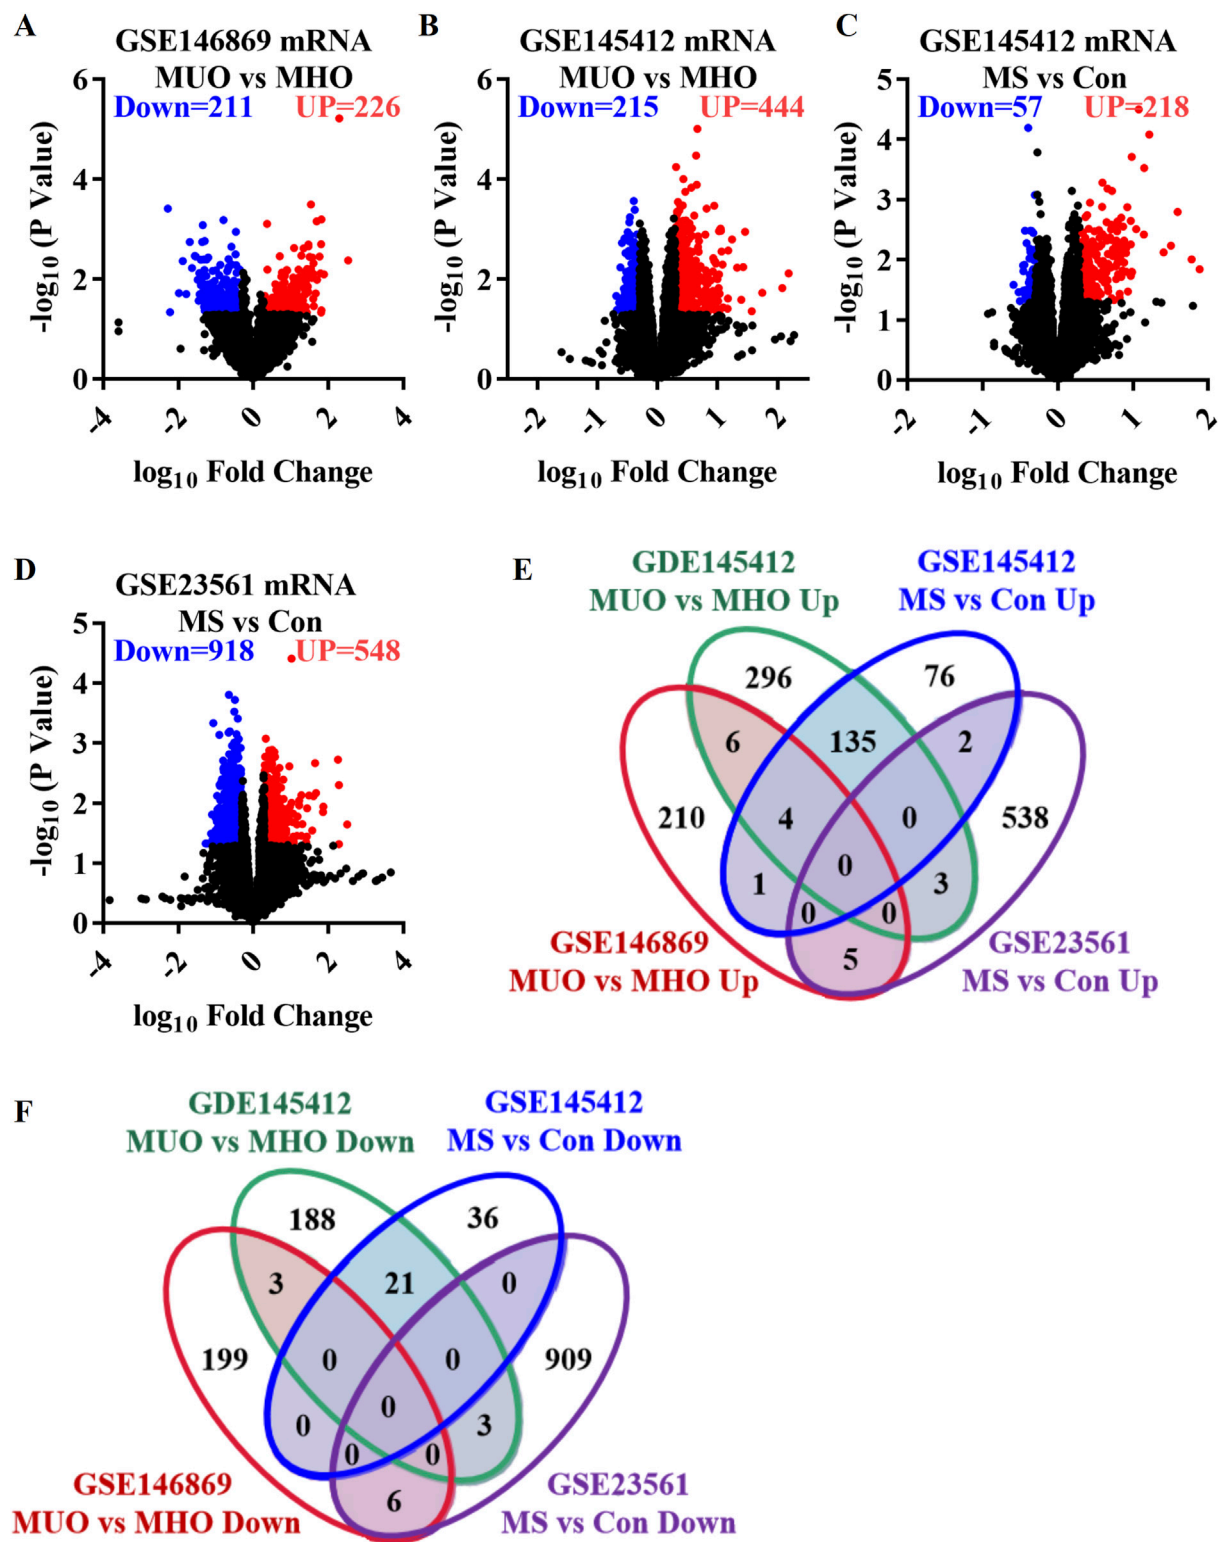 A
GSE146869 mRNA
MUO vs MHO
Down=211 UP=226
-log10 (P Value)
6
4
2
0
-4 -2 0 2 4
log10 Fold Change
B
GSE145412 mRNA
MUO vs MHO
Down=215 UP=444
-log10 (P Value)
6
4
2
0
-2 -1 0 1 2
log10 Fold Change
C
GSE145412 mRNA
MS vs Con
Down=57 UP=218
-log10 (P Value)
5
4
3
2
1
0
-2 -1 0 1 2
log10 Fold Change
D
GSE23561 mRNA
MS vs Con
Down=918 UP=548
-log10 (P Value)
5
4
3
2
1
0
-4 -2 0 2 4
log10 Fold Change
E
GDE145412
MUO vs MHO Up
GSE145412
MS vs Con Up
296 76
6 135 2
210 4 0 538
0
1 3
0 0
5
GSE146869
MUO vs MHO Up
GSE23561
MS vs Con Up
F
GDE145412
MUO vs MHO Down
GSE145412
MS vs Con Down
188 36
3 21 0
199 0 0 909
0
0 3
0 0
6
GSE146869
MUO vs MHO Down
GSE23561
MS vs Con Down